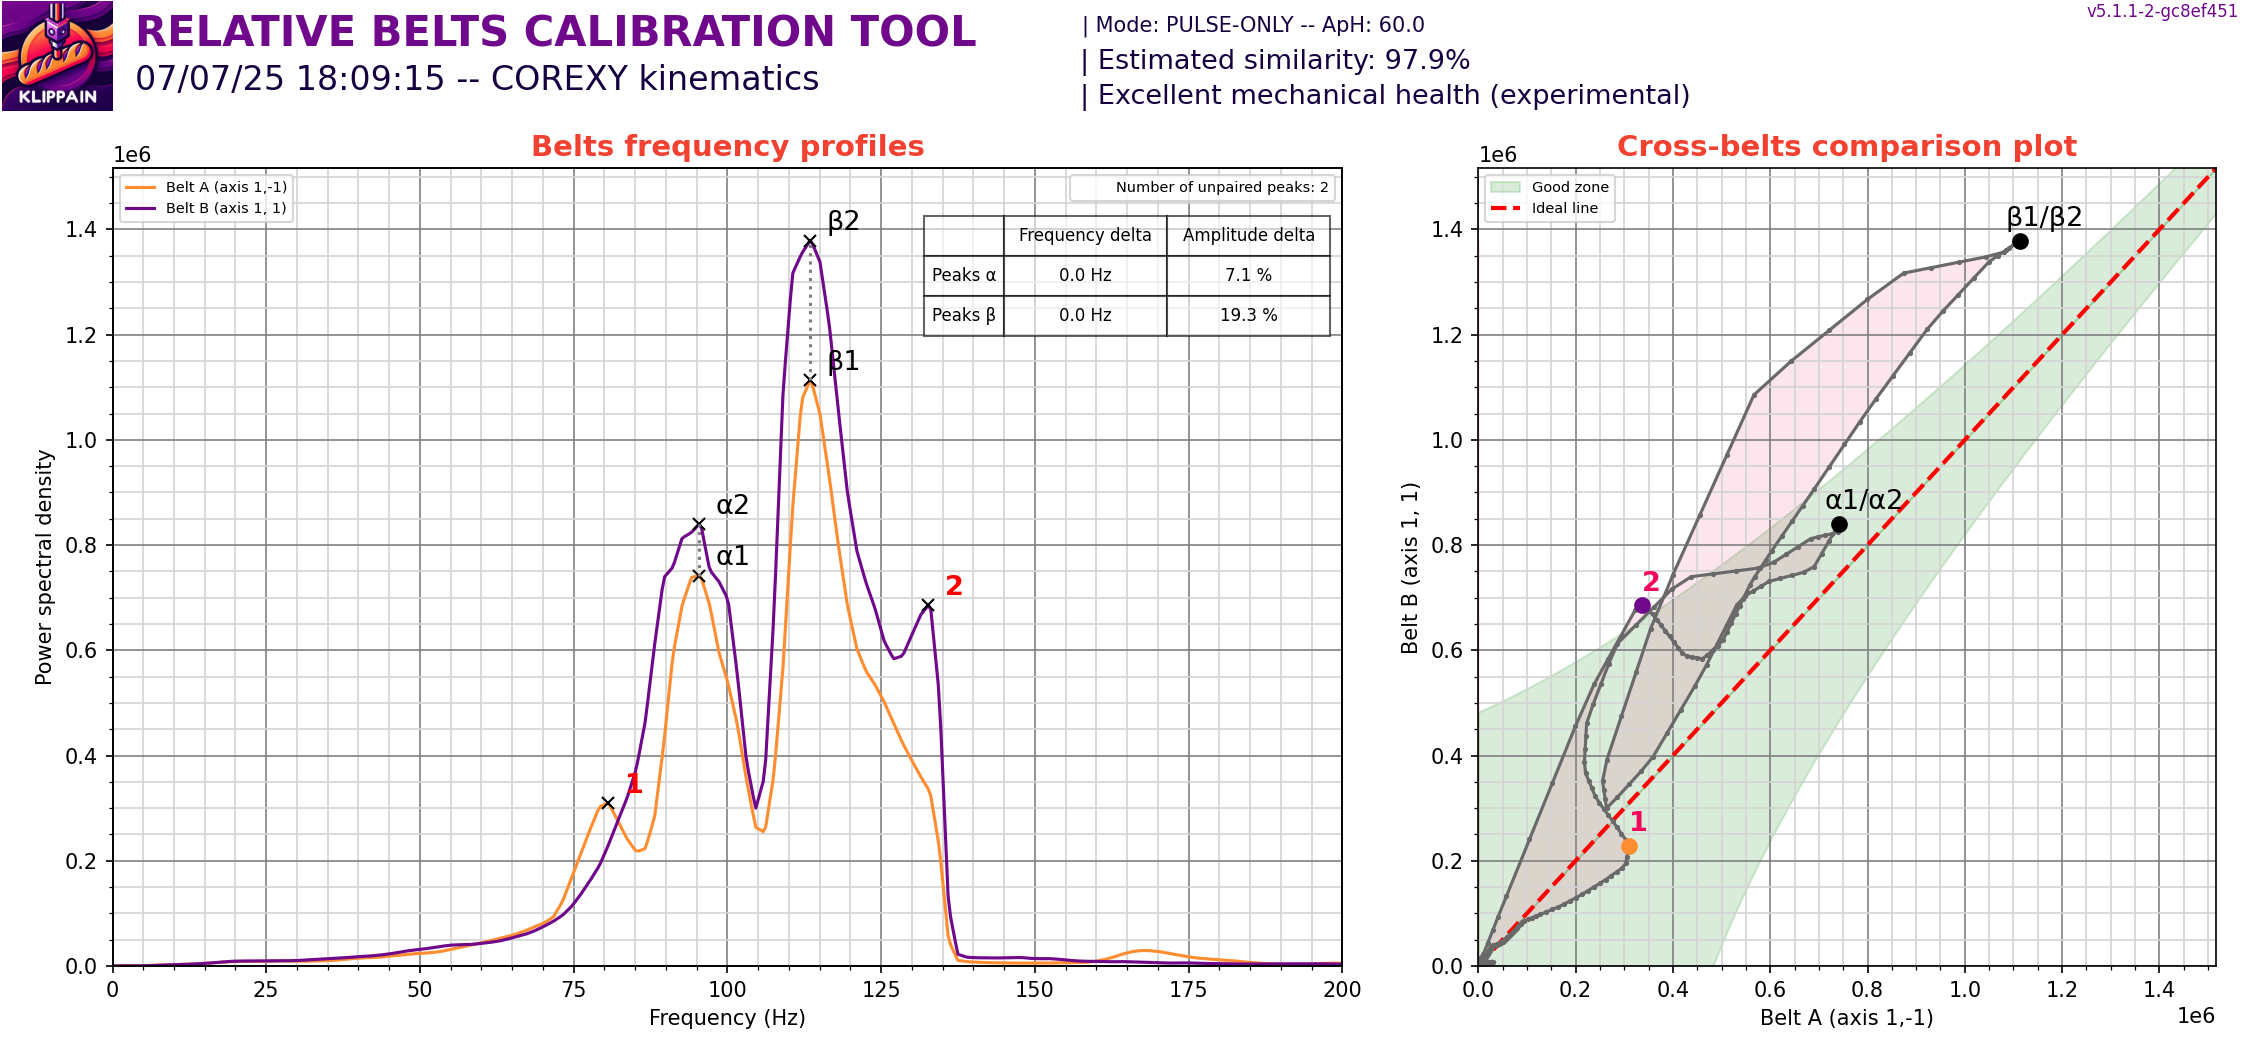 KLIPPAIN
RELATIVE BELTS CALIBRATION TOOL
07/07/25 18:09:15 -- COREXY kinematics
| Mode: PULSE-ONLY -- ApH: 60.0
| Estimated similarity: 97.9%
| Excellent mechanical health (experimental)
v5.1.1-2-gc8ef451
Belts frequency profiles
1e6
Belt A (axis 1,-1)
Belt B (axis 1, 1)
Number of unpaired peaks: 2
Frequency delta Amplitude delta
Peaks α 0.0 Hz 7.1 %
Peaks β 0.0 Hz 19.3 %
β2
β1
α2
α1
2
1
1.4
1.2
1.0
0.8
0.6
0.4
0.2
0.0
Power spectral density
0 25 50 75 100 125 150 175 200
Frequency (Hz)
Cross-belts comparison plot
1e6
Good zone
Ideal line
β1/β2
α1/α2
2
1
1.4
1.2
1.0
0.8
0.6
0.4
0.2
0.0
Belt B (axis 1, 1)
0.0 0.2 0.4 0.6 0.8 1.0 1.2 1.4
Belt A (axis 1,-1)
1e6